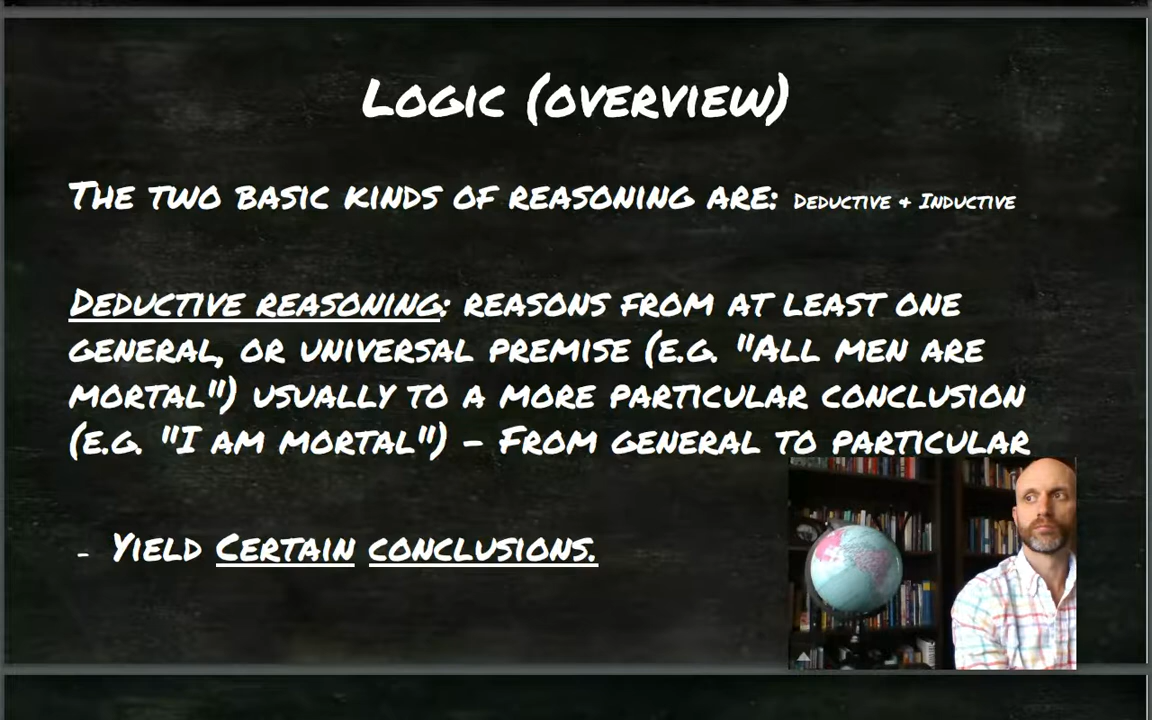 Logic (overview)
The two basic kinds of reasoning are: Deductive & Inductive
Deductive reasoning: reasons from at least one
general, or universal premise (e.g. "All men are
mortal") usually to a more particular conclusion
(e.g. "I am mortal") – From general to particular
- Yield Certain conclusions.